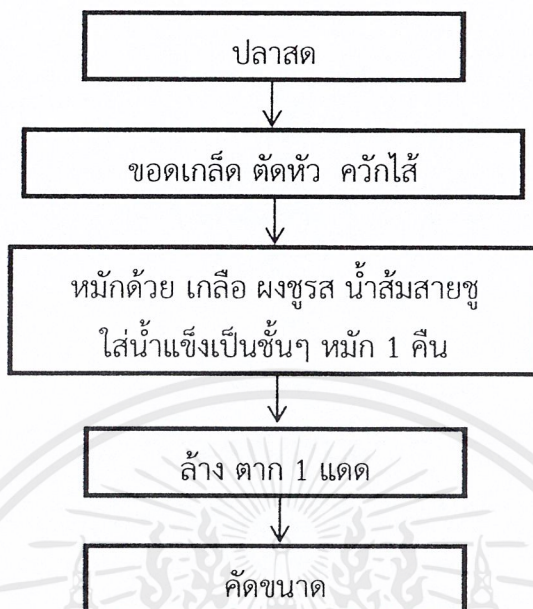 ปลาสด
ขอดเกล็ด ตัดหัว ควักไส้
หมักด้วย เกลือ ผงชูรส น้ำส้มสายชู
ใส่น้ำแข็งเป็นชั้นๆ หมัก 1 คืน
ล้าง ตาก 1 แดด
คัดขนาด